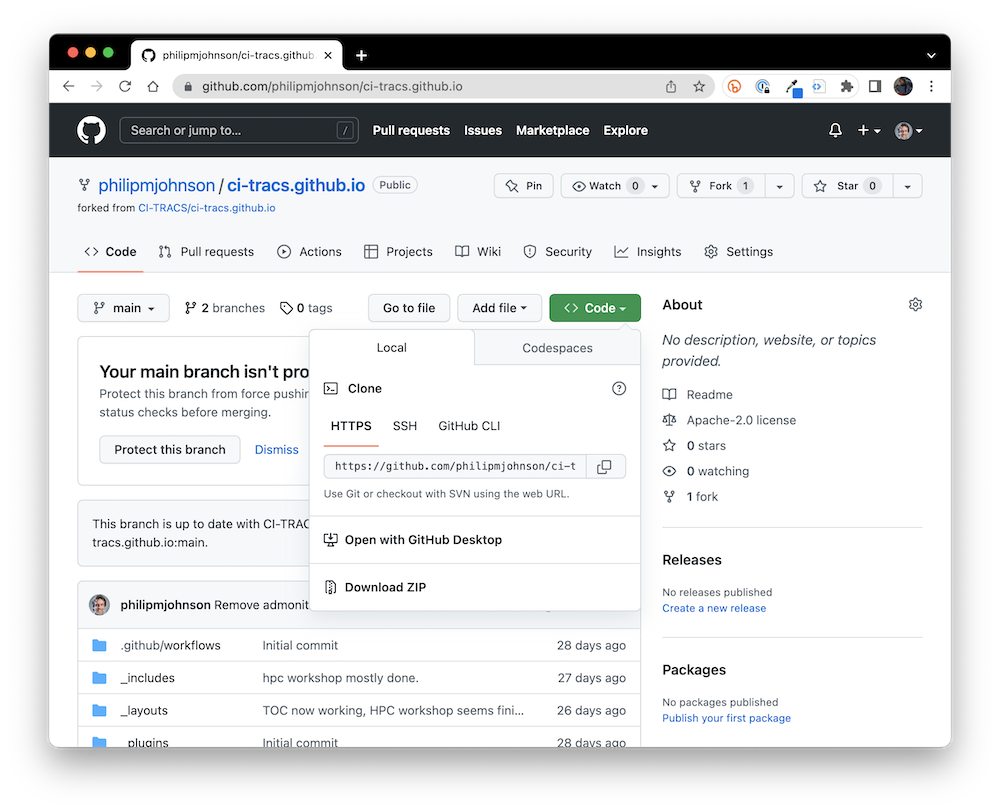 philipmjohnson/ci-tracs.github.
github.com/philipmjohnson/ci-tracs.github.io
Search or jump to... /
Pull requests Issues Marketplace Explore
philipmjohnson / ci-tracs.github.io Public
Pin Watch 0 Fork 1 Star 0
forked from CI-TRACS/ci-tracs.github.io
Code Pull requests Actions Projects Wiki Security Insights Settings
main 2 branches 0 tags Go to file Add file Code
About
No description, website, or topics
provided.
Readme
Apache-2.0 license
0 stars
0 watching
1 fork
Releases
No releases published
Create a new release
Packages
No packages published
Publish your first package
Local Codespaces
Clone
HTTPS SSH GitHub CLI
https://github.com/philipmjohnson/ci-t
Use Git or checkout with SVN using the web URL.
Open with GitHub Desktop
Download ZIP
Your main branch isn't pro
Protect this branch from force pushin
status checks before merging.
Protect this branch Dismiss
This branch is up to date with CI-TRAC
tracs.github.io:main.
philipmjohnson Remove admonit
.github/workflows Initial commit 28 days ago
_includes hpc workshop mostly done. 27 days ago
_layouts TOC now working, HPC workshop seems fini... 26 days ago
_plugins Initial commit 28 days ago